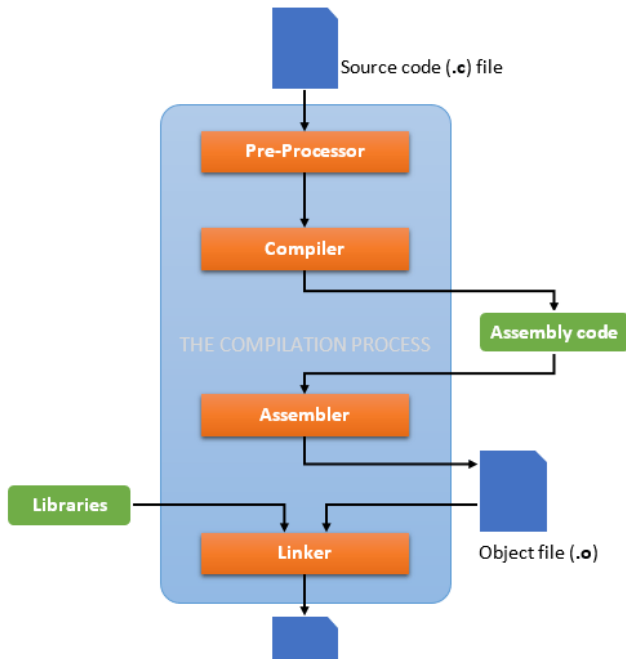 Source code (.c) file
Pre-Processor
Compiler
Assembly code
THE COMPILATION PROCESS
Assembler
Libraries
Linker
Object file (.o)